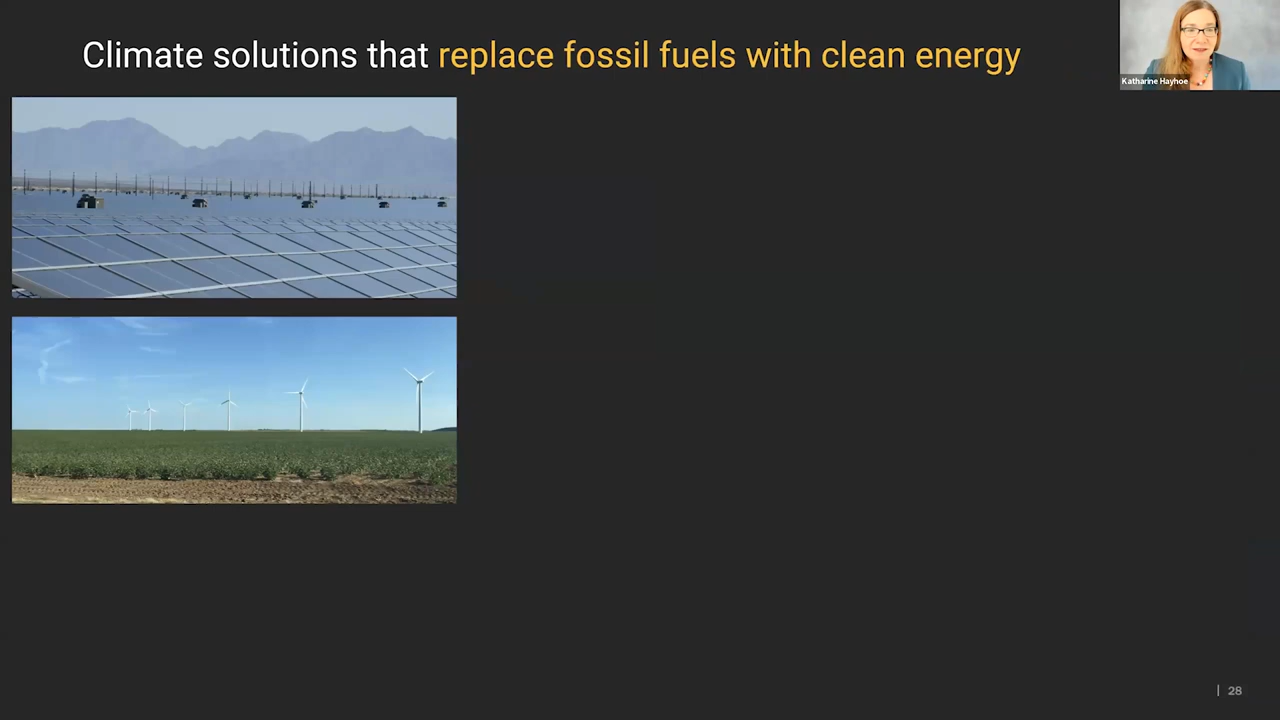 Climate solutions that replace fossil fuels with clean energy
Katharine Hayhoe
| 28